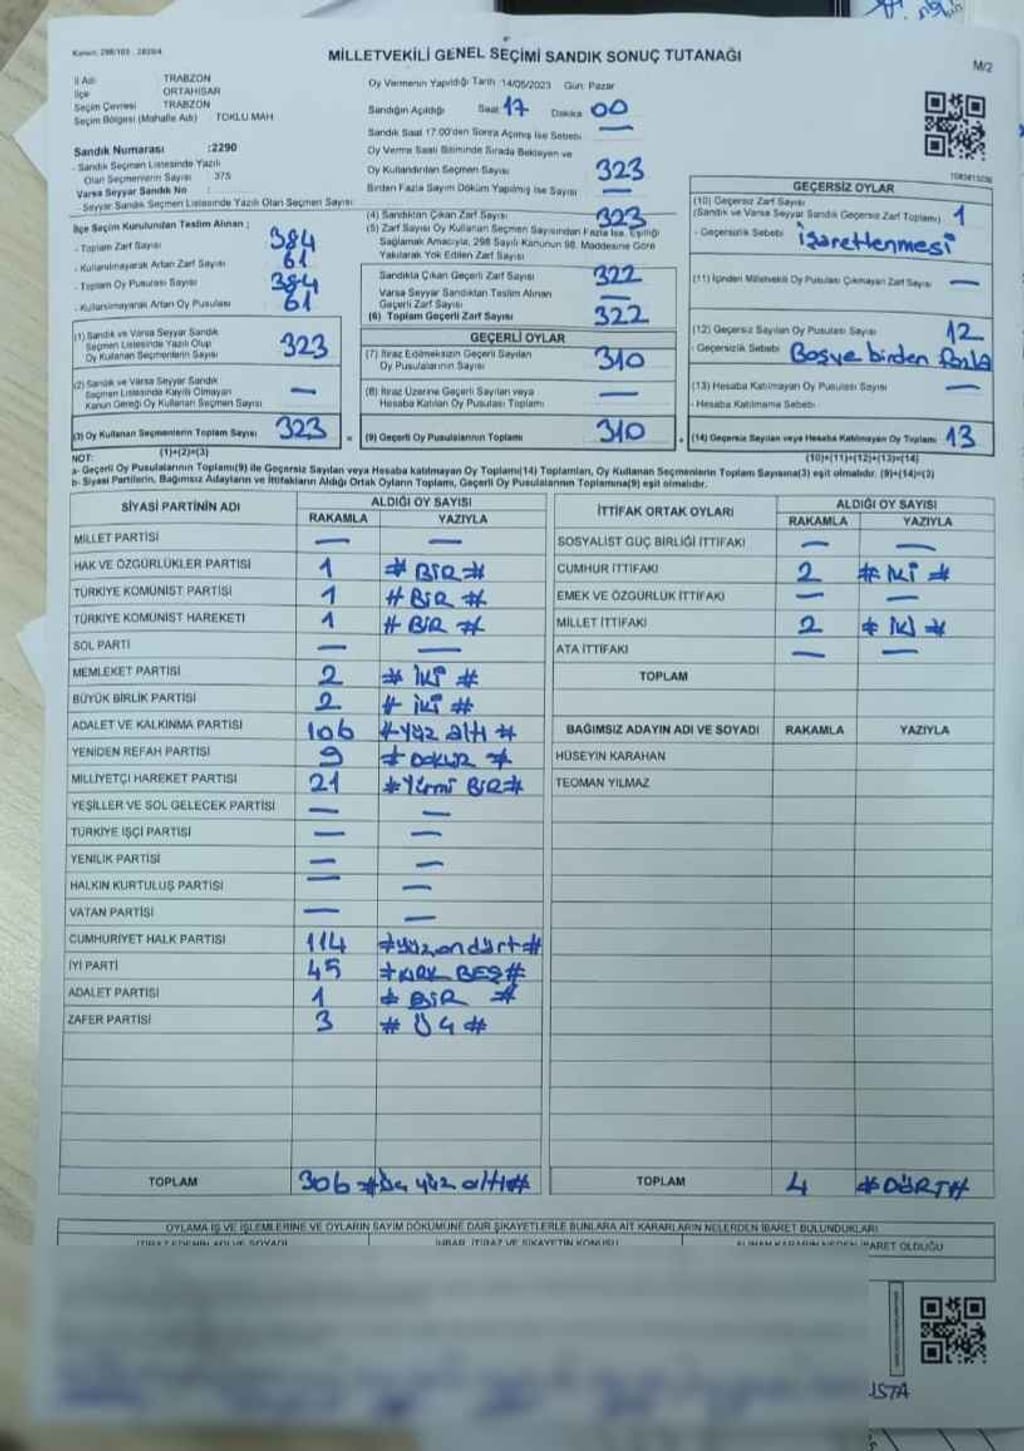 Kanun: 298/105 - 2839/4
MİLLETVEKİLİ GENEL SEÇİMİ SANDIK SONUÇ TUTANAĞI
M/2
İl Adı TRABZON
İlçe ORTAHİSAR
Seçim Çevresi TRABZON
Seçim Bölgesi (Mahalle Adı) TOKLU MAH.
Sandık Numarası :2290
- Sandık Seçmen Listesinde Yazılı
Olan Seçmenlerin Sayısı 375
Varsa Seyyar Sandık No :
- Seyyar Sandık Seçmen Listesinde Yazılı Olan Seçmen Sayısı
Oy Vermenin Yapıldığı Tarih :14/05/2023 Gün: Pazar
Sandığın Açıldığı Saat 17 Dakika 00
Sandık Saat 17.00'den Sonra Açılmış İse Sebebi —
Oy Verme Saati Bitiminde Sırada Bekleyen ve
Oy Kullandırılan Seçmen Sayısı 323
Birden Fazla Sayım Döküm Yapılmış İse Sayısı —
İlçe Seçim Kurulundan Teslim Alınan ;
- Toplam Zarf Sayısı 384
- Kullanılmayarak Artan Zarf Sayısı 61
- Toplam Oy Pusulası Sayısı 384
- Kullanılmayarak Artan Oy Pusulası 61
(1) Sandık ve Varsa Seyyar Sandık
Seçmen Listesinde Yazılı Olup
Oy Kullanan Seçmenlerin Sayısı 323
(2) Sandık ve Varsa Seyyar Sandık
Seçmen Listesinde Kayıtlı Olmayan
Kanun Gereği Oy Kullanan Seçmen Sayısı —
(3) Oy Kullanan Seçmenlerin Toplam Sayısı 323
(1)+(2)=(3)
(4) Sandıktan Çıkan Zarf Sayısı 323
(5) Zarf Sayısı Oy Kullanan Seçmen Sayısından Fazla İse, Eşitliği
Sağlamak Amacıyla, 298 Sayılı Kanunun 98. Maddesine Göre
Yakılarak Yok Edilen Zarf Sayısı
Sandıkta Çıkan Geçerli Zarf Sayısı 322
Varsa Seyyar Sandıktan Teslim Alınan
Geçerli Zarf Sayısı —
(6) Toplam Geçerli Zarf Sayısı 322
GEÇERLİ OYLAR
(7) İtiraz Edilmeksizin Geçerli Sayılan
Oy Pusulalarının Sayısı 310
(8) İtiraz Üzerine Geçerli Sayılan veya
Hesaba Katılan Oy Pusulası Toplamı —
= (9) Geçerli Oy Pusulalarının Toplamı 310
GEÇERSİZ OYLAR
(10) Geçersiz Zarf Sayısı
(Sandık ve Varsa Seyyar Sandık Geçersiz Zarf Toplamı) 1
- Geçersizlik Sebebi İşaretlenmesi
(11) İçinden Milletvekili Oy Pusulası Çıkmayan Zarf Sayısı —
(12) Geçersiz Sayılan Oy Pusulası Sayısı 12
- Geçersizlik Sebebi Boş ve birden fazla
(13) Hesaba Katılmayan Oy Pusulası Sayısı —
- Hesaba Katılmama Sebebi
(14) Geçersiz Sayılan veya Hesaba Katılmayan Oy Toplamı 13
(10)+(11)+(12)+(13)=(14)
NOT:
a- Geçerli Oy Pusulalarının Toplamı(9) ile Geçersiz Sayılan veya Hesaba katılmayan Oy Toplamı(14) Toplamları, Oy Kullanan Seçmenlerin Toplam Sayısına(3) eşit olmalıdır. (9)+(14)=(3)
b- Siyasi Partilerin, Bağımsız Adayların ve İttifakların Aldığı Ortak Oyların Toplamı, Geçerli Oy Pusulalarının Toplamına(9) eşit olmalıdır.
SİYASİ PARTİNİN ADI ALDIĞI OY SAYISI
RAKAMLA YAZIYLA
MİLLET PARTİSİ — —
HAK VE ÖZGÜRLÜKLER PARTİSİ 1 # BİR #
TÜRKİYE KOMÜNİST PARTİSİ 1 # BİR #
TÜRKİYE KOMÜNİST HAREKETİ 1 # BİR #
SOL PARTİ — —
MEMLEKET PARTİSİ 2 # İki #
BÜYÜK BİRLİK PARTİSİ 2 # iki #
ADALET VE KALKINMA PARTİSİ 106 #Yüz altı #
YENİDEN REFAH PARTİSİ 9 # DOKUZ #
MİLLİYETÇİ HAREKET PARTİSİ 21 #Yirmi BİR#
YEŞİLLER VE SOL GELECEK PARTİSİ — —
TÜRKİYE İŞÇİ PARTİSİ — —
YENİLİK PARTİSİ — —
HALKIN KURTULUŞ PARTİSİ — —
VATAN PARTİSİ — —
CUMHURİYET HALK PARTİSİ 114 #yüzondört#
İYİ PARTİ 45 #KIRK BEŞ#
ADALET PARTİSİ 1 # BİR #
ZAFER PARTİSİ 3 # ÜÇ #
TOPLAM 306 #Üç yüz altı#
İTTİFAK ORTAK OYLARI ALDIĞI OY SAYISI
RAKAMLA YAZIYLA
SOSYALİST GÜÇ BİRLİĞİ İTTİFAKI — —
CUMHUR İTTİFAKI 2 # İKİ #
EMEK VE ÖZGÜRLÜK İTTİFAKI — —
MİLLET İTTİFAKI 2 # İKİ #
ATA İTTİFAKI — —
TOPLAM
BAĞIMSIZ ADAYIN ADI VE SOYADI RAKAMLA YAZIYLA
HÜSEYİN KARAHAN
TEOMAN YILMAZ
TOPLAM 4 #DÖRT#
OYLAMA İŞ VE İŞLEMLERİNE VE OYLARIN SAYIM DÖKÜMÜNE DAİR ŞİKAYETLERLE BUNLARA AİT KARARLARIN NELERDEN İBARET BULUNDUKLARI
İTİRAZ EDENİN ADI VE SOYADI İHBAR, İTİRAZ VE ŞİKAYETİN KONUSU ALINAN KARARIN NEDEN İBARET OLDUĞU
USTA